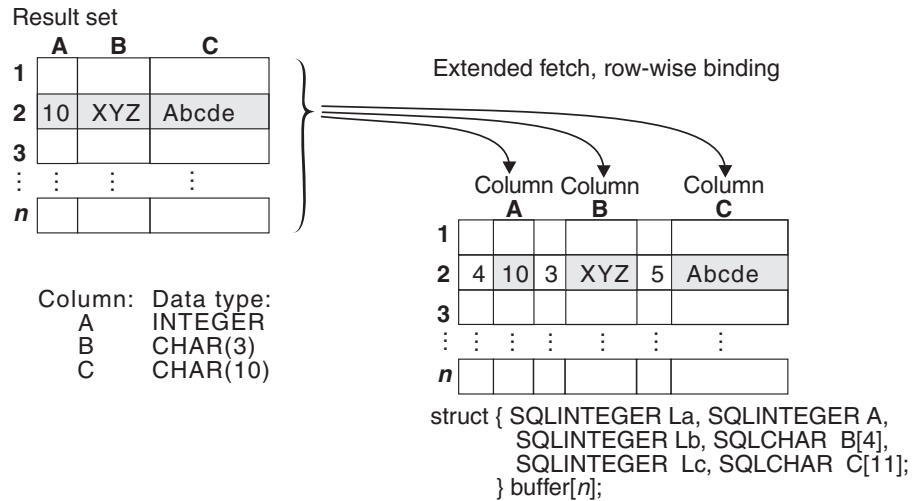 Result set
A B C
1
2 10 XYZ Abcde
3
⋮ ⋮ ⋮ ⋮
n
Extended fetch, row-wise binding
Column Column Column
A B C
1
2 4 10 3 XYZ 5 Abcde
3
⋮ ⋮ ⋮ ⋮ ⋮ ⋮ ⋮
n
Column: Data type:
A INTEGER
B CHAR(3)
C CHAR(10)
struct { SQLINTEGER La, SQLINTEGER A,
SQLINTEGER Lb, SQLCHAR B[4],
SQLINTEGER Lc, SQLCHAR C[11];
} buffer[n];